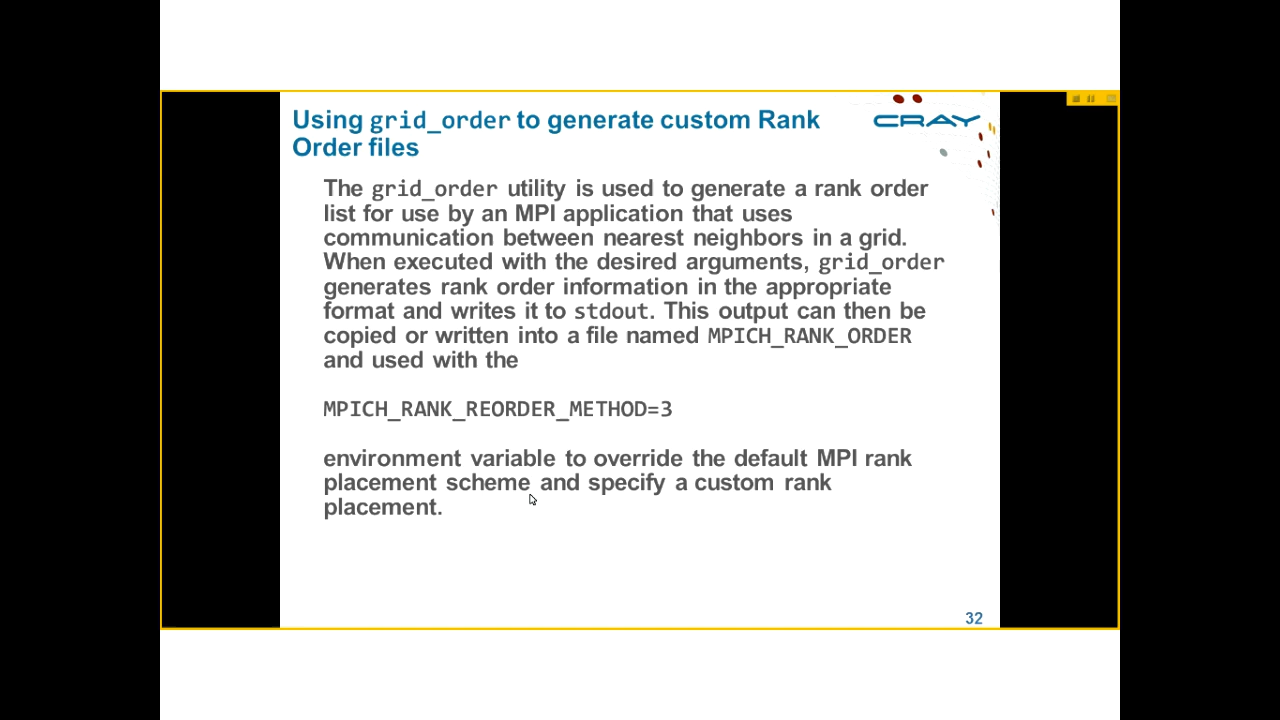 Using grid_order to generate custom Rank
Order files
CRAY
The grid_order utility is used to generate a rank order
list for use by an MPI application that uses
communication between nearest neighbors in a grid.
When executed with the desired arguments, grid_order
generates rank order information in the appropriate
format and writes it to stdout. This output can then be
copied or written into a file named MPICH_RANK_ORDER
and used with the
MPICH_RANK_REORDER_METHOD=3
environment variable to override the default MPI rank
placement scheme and specify a custom rank
placement.
32